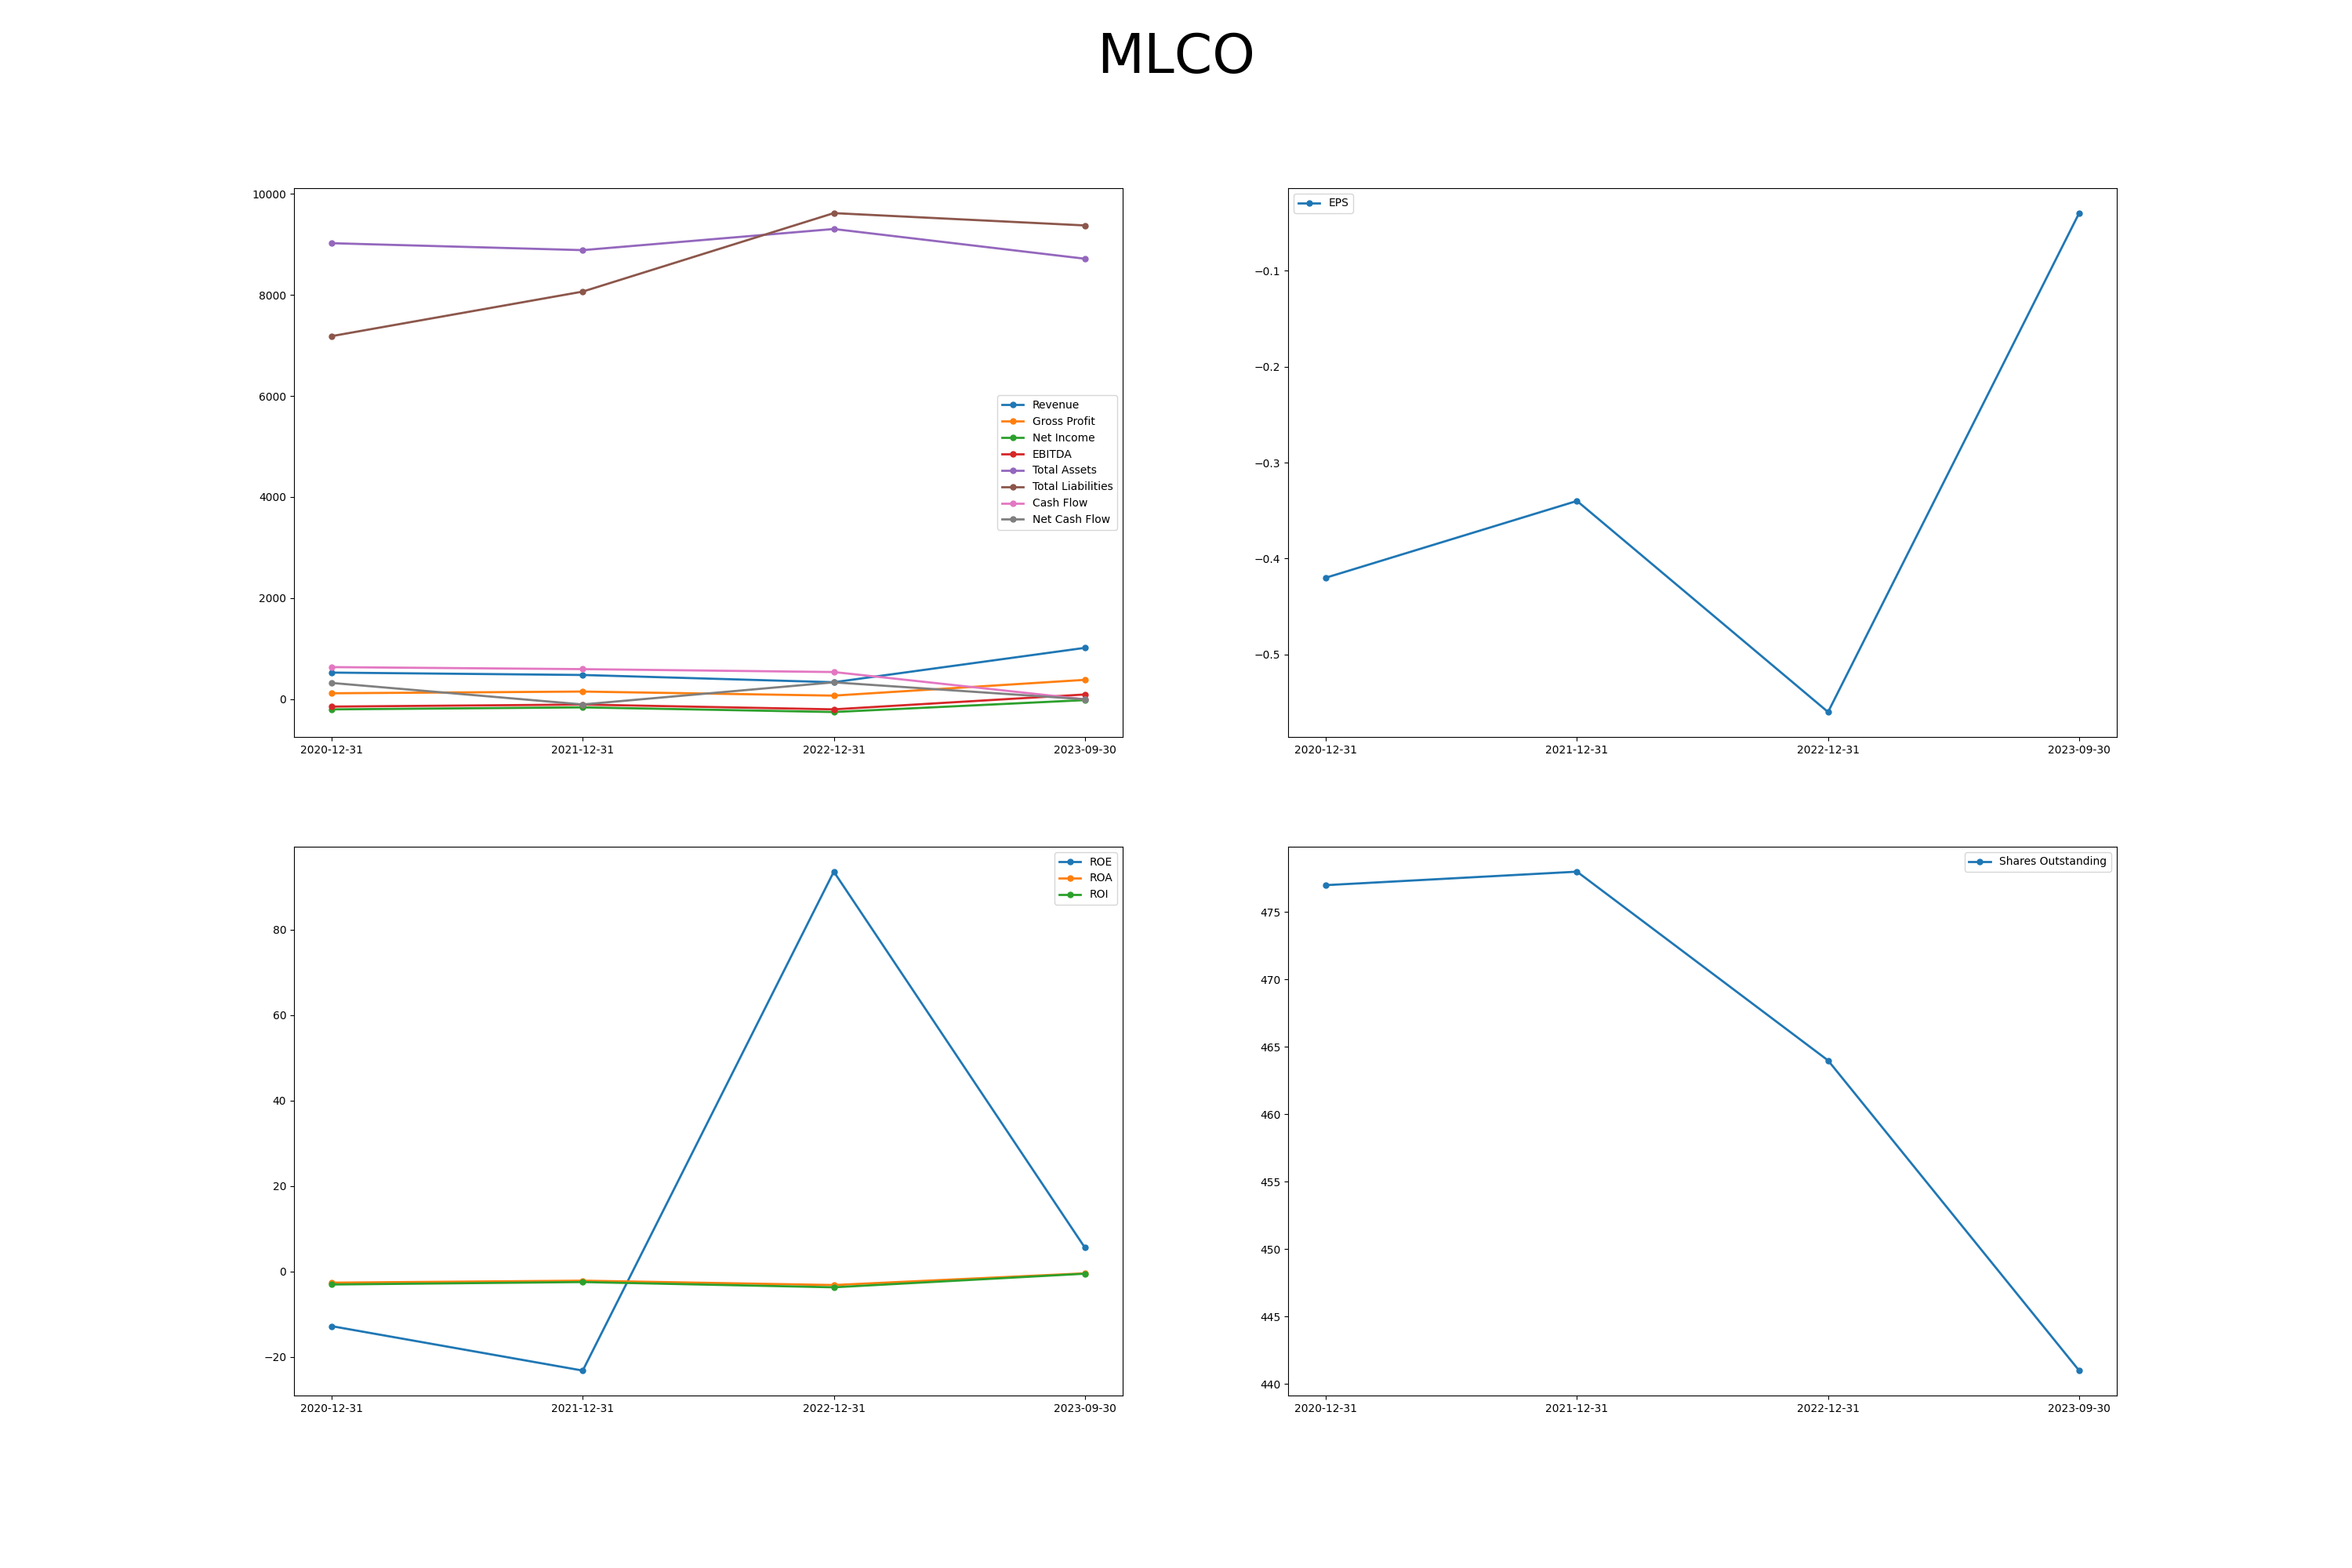 MLCO
10000
8000
6000
4000
2000
0
Revenue
Gross Profit
Net Income
EBITDA
Total Assets
Total Liabilities
Cash Flow
Net Cash Flow
2020-12-31 2021-12-31 2022-12-31 2023-09-30
EPS
−0.1
−0.2
−0.3
−0.4
−0.5
2020-12-31 2021-12-31 2022-12-31 2023-09-30
ROE
ROA
ROI
80
60
40
20
0
−20
2020-12-31 2021-12-31 2022-12-31 2023-09-30
Shares Outstanding
475
470
465
460
455
450
445
440
2020-12-31 2021-12-31 2022-12-31 2023-09-30